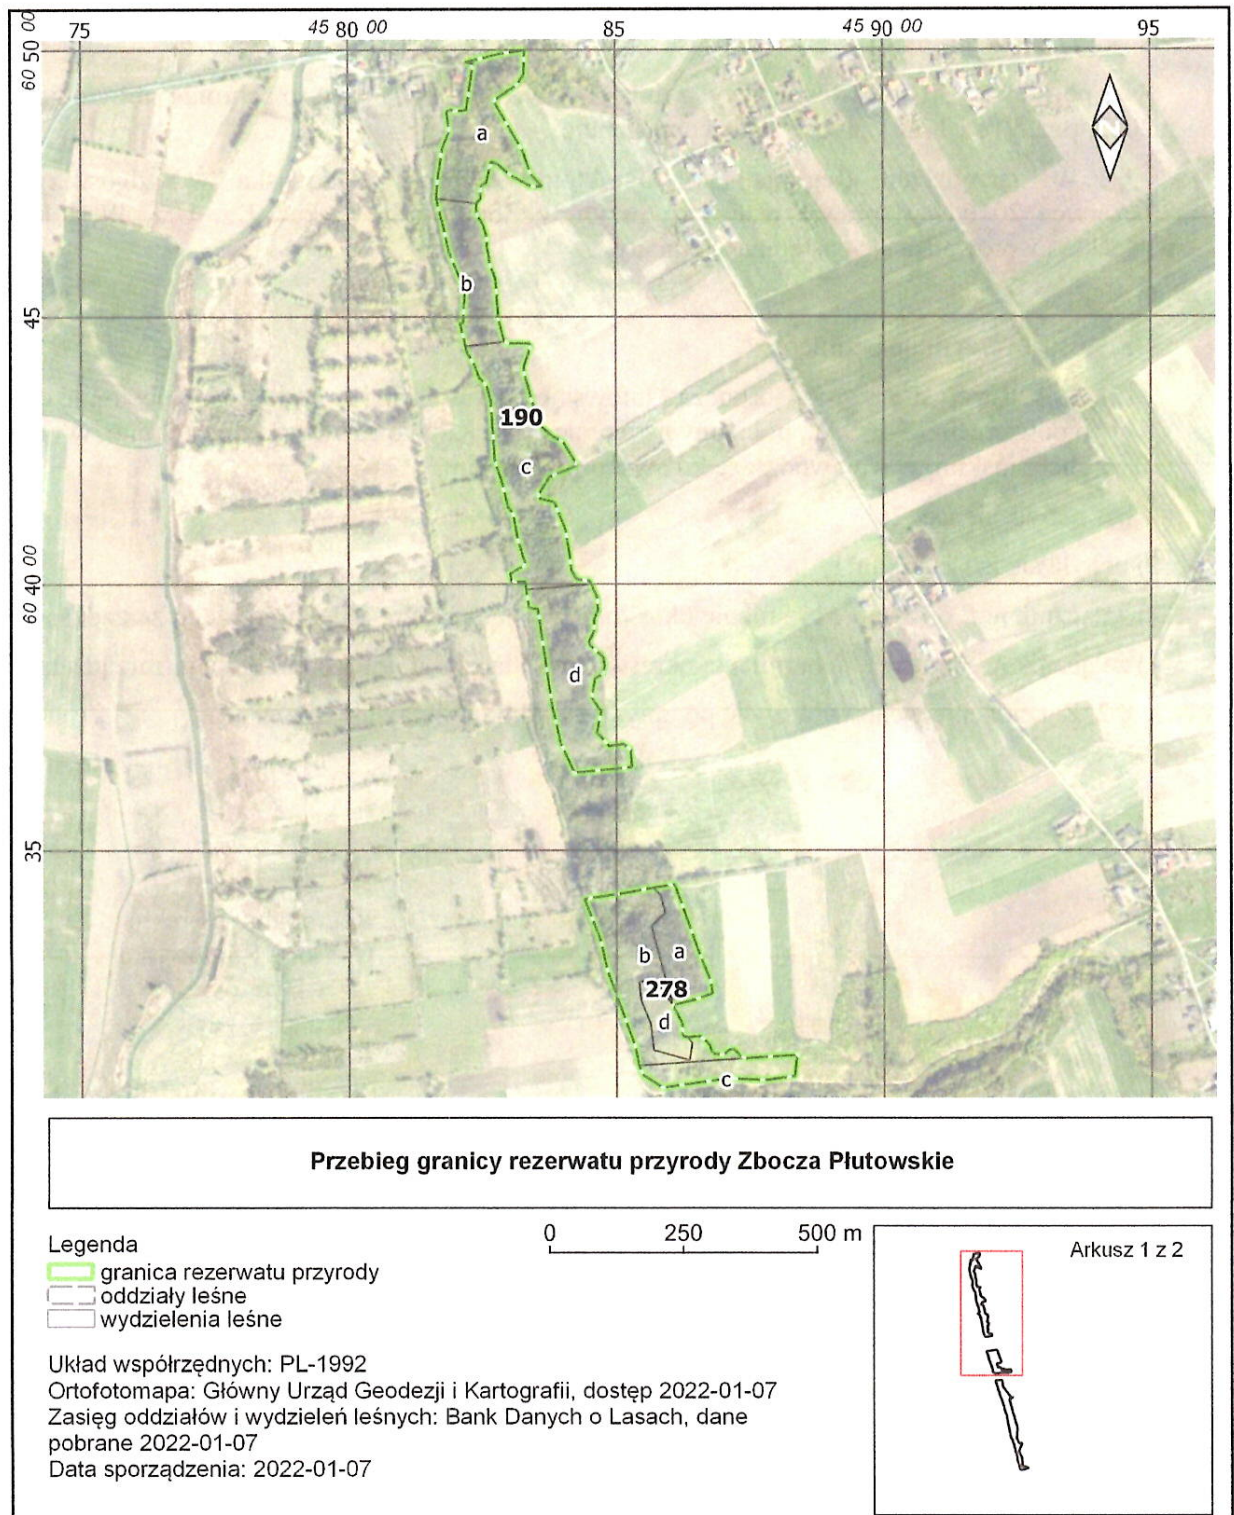 75 45 80 00 85 45 90 00 95
60 50 00
45
60 40 00
35
a
b
190
c
d
b a
278
d
c
Przebieg granicy rezerwatu przyrody Zbocza Płutowskie
0 250 500 m
Legenda
granica rezerwatu przyrody
oddziały leśne
wydzielenia leśne
Układ współrzędnych: PL-1992
Ortofotomapa: Główny Urząd Geodezji i Kartografii, dostęp 2022-01-07
Zasięg oddziałów i wydzieleń leśnych: Bank Danych o Lasach, dane
pobrane 2022-01-07
Data sporządzenia: 2022-01-07
Arkusz 1 z 2